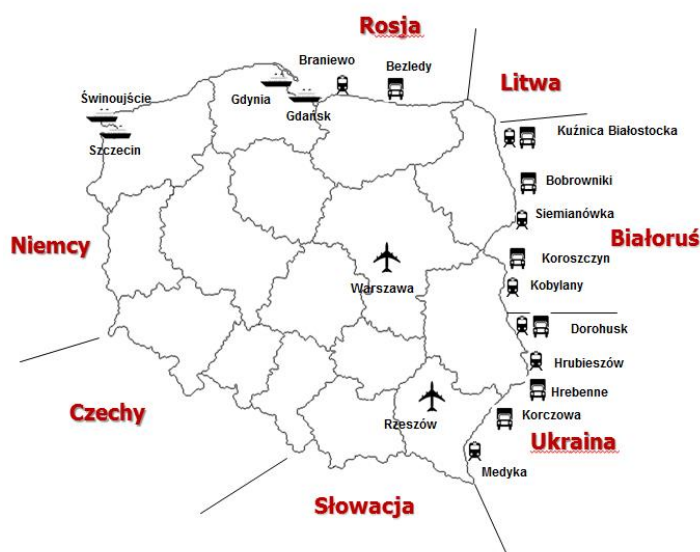 Rosja
Braniewo
Bezledy
Litwa
Świnoujście
Gdynia
Gdańsk
Szczecin
Kuźnica Białostocka
Bobrowniki
Siemianówka
Niemcy
Białoruś
Koroszczyn
Warszawa
Kobylany
Dorohusk
Hrubieszów
Hrebenne
Czechy
Rzeszów
Korczowa
Ukraina
Medyka
Słowacja